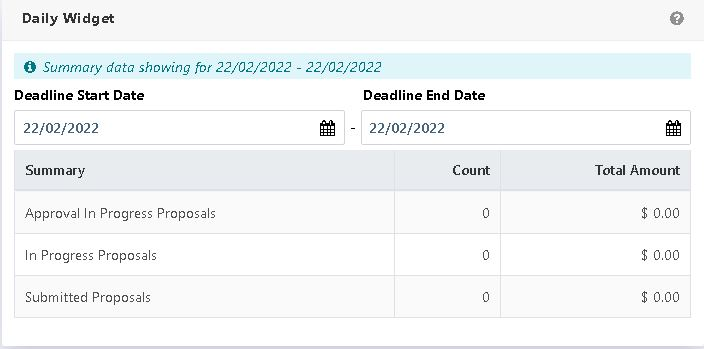 Daily Widget
Summary data showing for 22/02/2022 - 22/02/2022
Deadline Start Date Deadline End Date
22/02/2022 - 22/02/2022
Summary Count Total Amount
Approval In Progress Proposals 0 $ 0.00
In Progress Proposals 0 $ 0.00
Submitted Proposals 0 $ 0.00